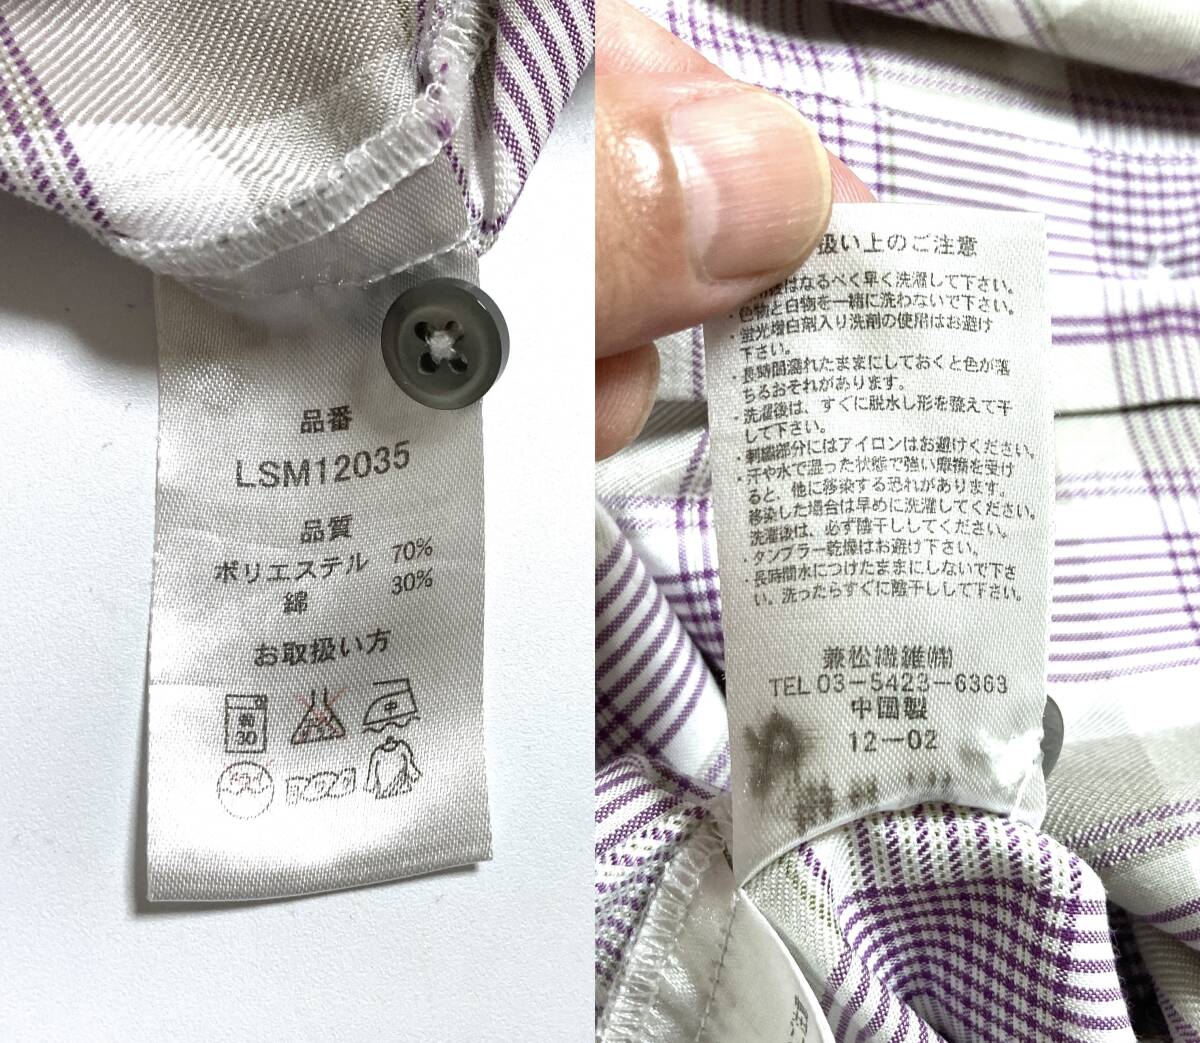 品番
LSM12035
品質
ポリエステル 70%
綿 30%
お取扱い方
弱
30
扱い上のご注意
はなるべく早く洗濯して下さい。
・色物と白物を一緒に洗わないで下さい。
・蛍光増白剤入り洗剤の使用はお避け
下さい。
・長時間濡れたままにしておくと色が落
ちるおそれがあります。
・洗濯後は、すぐに脱水し形を整えて干
して下さい。
・刺繍部分にはアイロンはお避けください。
・汗や水で湿った状態で強い摩擦を受け
ると、他に移染する恐れがあります。
移染した場合は早めに洗濯してください。
洗濯後は、必ず陰干ししてください。
・タンブラー乾燥はお避け下さい。
・長時間水につけたままにしないで下さ
い。洗ったらすぐに陰干しして下さい。
兼松繊維㈱
TEL 03-5423-6363
中国製
12-02